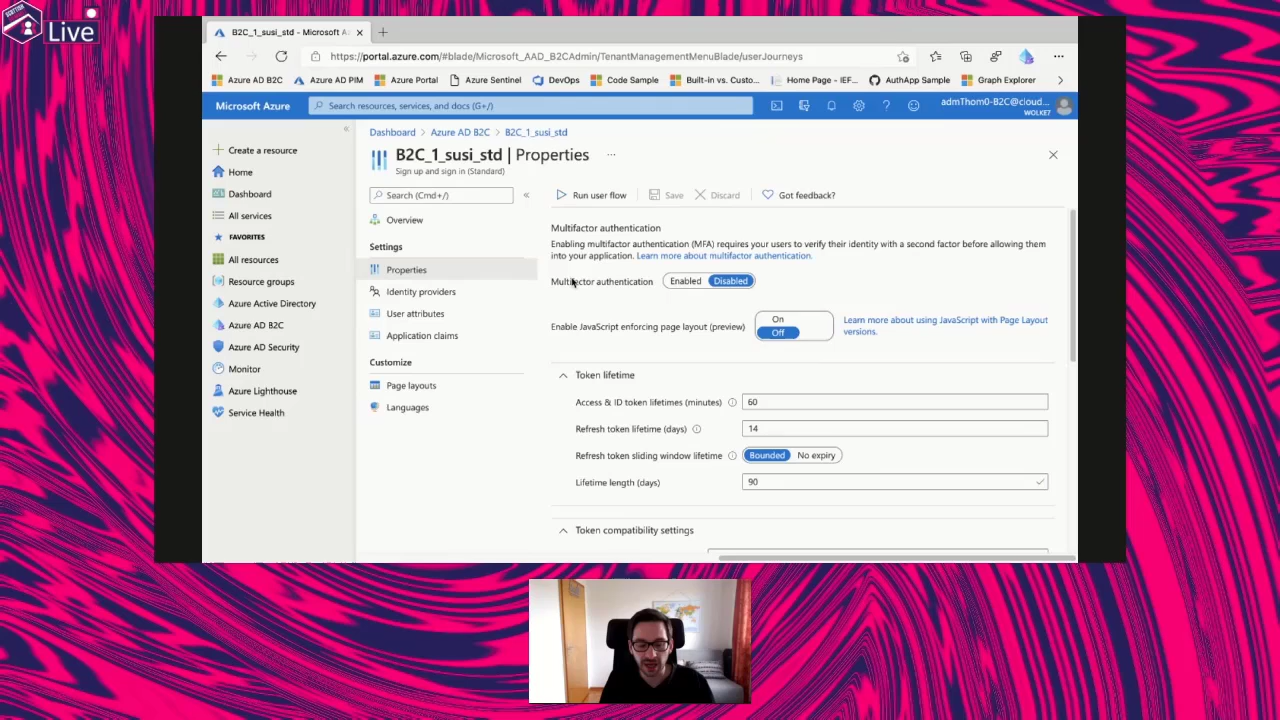 Live
B2C_1_susi_std - Microsoft A
https://portal.azure.com/#blade/Microsoft_AAD_B2CAdmin/TenantManagementMenuBlade/userJourneys
Azure AD B2C
Azure AD PIM
Azure Portal
Azure Sentinel
DevOps
Code Sample
Built-in vs. Custo...
Home Page - IEF...
AuthApp Sample
Graph Explorer
Microsoft Azure
Search resources, services, and docs (G+/)
admThom0-B2C@cloud...
WOLKE7
Create a resource
Home
Dashboard
All services
FAVORITES
All resources
Resource groups
Azure Active Directory
Azure AD B2C
Azure AD Security
Monitor
Azure Lighthouse
Service Health
Dashboard > Azure AD B2C > B2C_1_susi_std
B2C_1_susi_std | Properties ...
Sign up and sign in (Standard)
Search (Cmd+/)
Overview
Settings
Properties
Identity providers
User attributes
Application claims
Customize
Page layouts
Languages
Run user flow
Save
Discard
Got feedback?
Multifactor authentication
Enabling multifactor authentication (MFA) requires your users to verify their identity with a second factor before allowing them
into your application. Learn more about multifactor authentication.
Multifactor authentication
Enabled Disabled
Enable JavaScript enforcing page layout (preview)
On
Off
Learn more about using JavaScript with Page Layout
versions.
Token lifetime
Access & ID token lifetimes (minutes)
60
Refresh token lifetime (days)
14
Refresh token sliding window lifetime
Bounded No expiry
Lifetime length (days)
90
Token compatibility settings